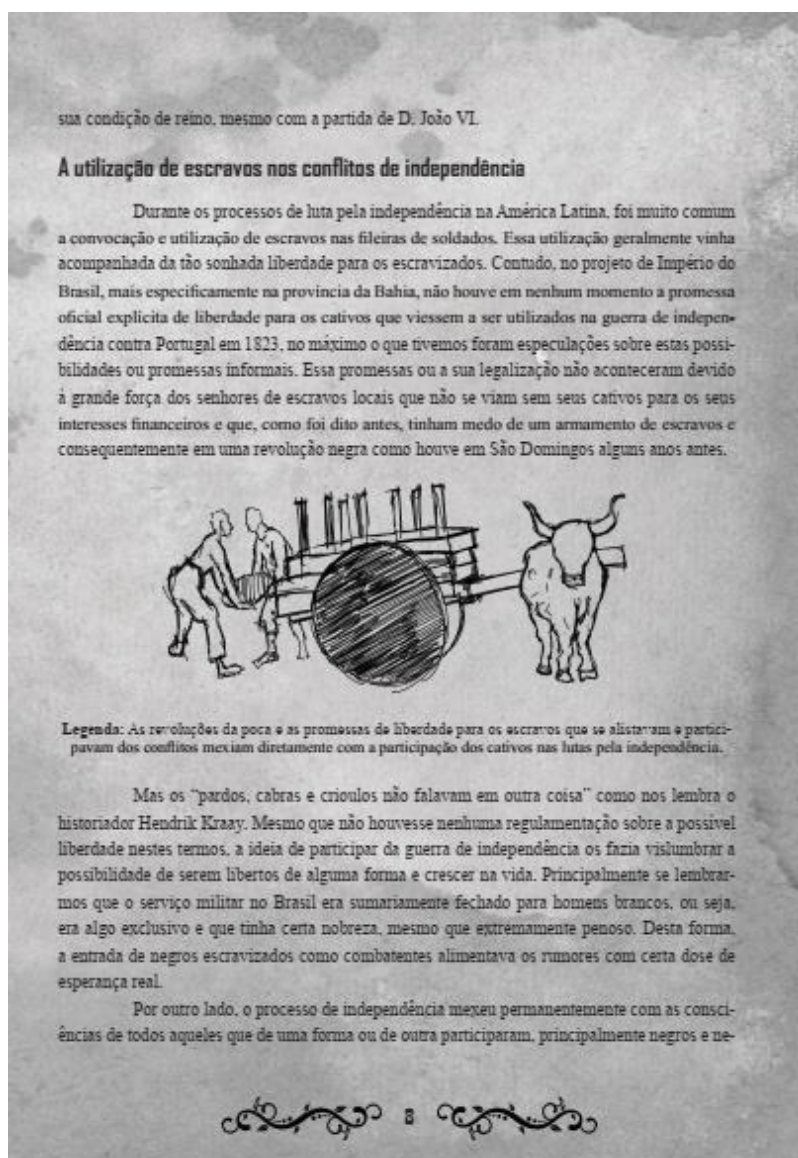 sua condição de reino, mesmo com a partida de D. João VI.
A utilização de escravos nos conflitos de independência
Durante os processos de luta pela independência na América Latina, foi muito comum
a convocação e utilização de escravos nas fileiras de soldados. Essa utilização geralmente vinha
acompanhada da tão sonhada liberdade para os escravizados. Contudo, no projeto de Império do
Brasil, mais especificamente na província da Bahia, não houve em nenhum momento a promessa
oficial explícita de liberdade para os cativos que viessem a ser utilizados na guerra de indepen-
dência contra Portugal em 1823, no máximo o que tivemos foram especulações sobre estas possi-
bilidades ou promessas informais. Essa promessas ou a sua legalização não aconteceram devido
à grande força dos senhores de escravos locais que não se viam sem seus cativos para os seus
interesses financeiros e que, como foi dito antes, tinham medo de um armamento de escravos e
consequentemente em uma revolução negra como houve em São Domingos alguns anos antes.
Legenda: As revoluções da poca e as promessas de liberdade para os escravos que se alistavam e partici-
pavam dos conflitos mexiam diretamente com a participação dos cativos nas lutas pela independência.
Mas os “pardos, cabras e crioulos não falavam em outra coisa” como nos lembra o
historiador Hendrik Kraay. Mesmo que não houvesse nenhuma regulamentação sobre a possível
liberdade nestes termos, a ideia de participar da guerra de independência os fazia vislumbrar a
possibilidade de serem libertos de alguma forma e crescer na vida. Principalmente se lembrar-
mos que o serviço militar no Brasil era sumariamente fechado para homens brancos, ou seja,
era algo exclusivo e que tinha certa nobreza, mesmo que extremamente penoso. Desta forma,
a entrada de negros escravizados como combatentes alimentava os rumores com certa dose de
esperança real.
Por outro lado, o processo de independência mexeu permanentemente com as consci-
ências de todos aqueles que de uma forma ou de outra participaram, principalmente negros e ne-
8